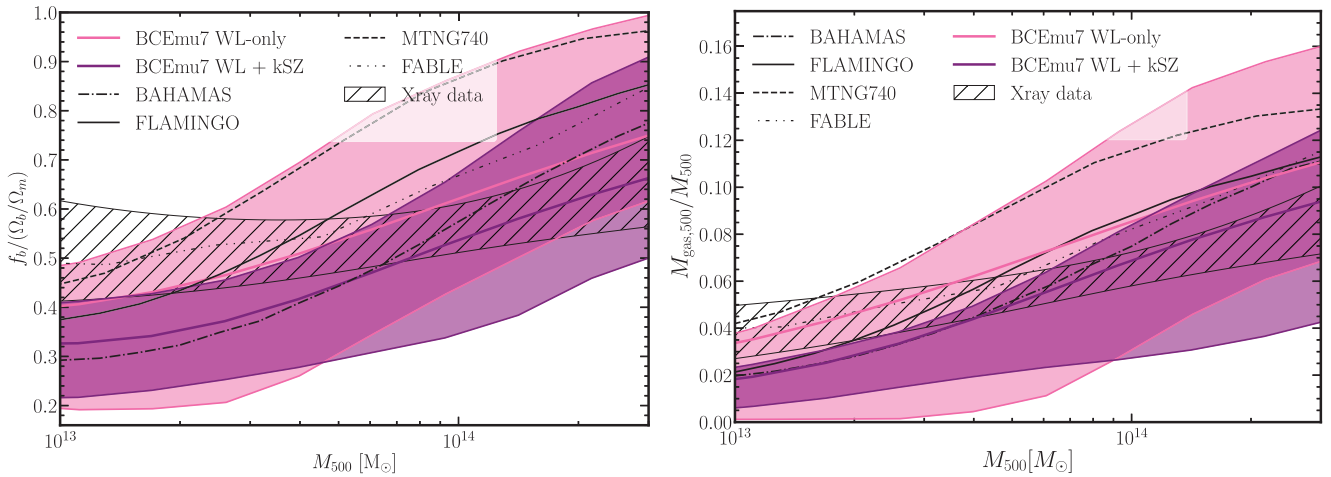 BCEmu7 WL-only
BCEmu7 WL + kSZ
BAHAMAS
FLAMINGO
MTNG740
FABLE
Xray data
1.0
0.9
0.8
0.7
0.6
0.5
0.4
0.3
0.2
f_b/(Ω_b/Ω_m)
10^13
10^14
M_500 [M_⊙]
BAHAMAS
FLAMINGO
MTNG740
FABLE
BCEmu7 WL-only
BCEmu7 WL + kSZ
Xray data
0.16
0.14
0.12
0.10
0.08
0.06
0.04
0.02
0.00
M_gas,500/M_500
10^13
10^14
M_500[M_⊙]